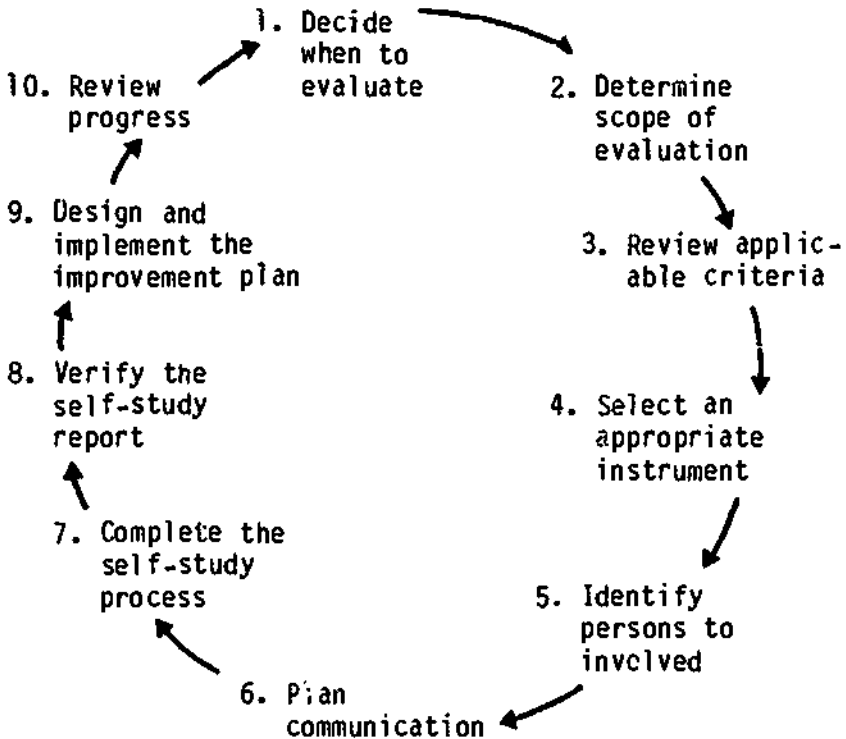 1. Decide
when to
evaluate
2. Determine
scope of
evaluation
3. Review applic-
able criteria
4. Select an
appropriate
instrument
5. Identify
persons to
involved
6. Plan
communication
7. Complete the
self-study
process
8. Verify the
self-study
report
9. Design and
implement the
improvement plan
10. Review
progress